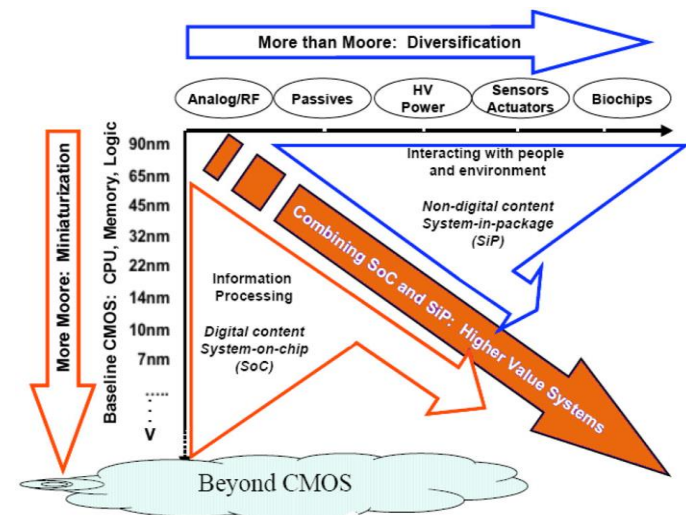 More than Moore: Diversification
Analog/RF
Passives
HV
Power
Sensors
Actuators
Biochips
More Moore: Miniaturization
Baseline CMOS: CPU, Memory, Logic
90nm
65nm
45nm
32nm
22nm
14nm
10nm
7nm
.....
V
Interacting with people
and environment
Non-digital content
System-in-package
(SiP)
Combining SoC and SiP: Higher Value Systems
Information
Processing
Digital content
System-on-chip
(SoC)
Beyond CMOS